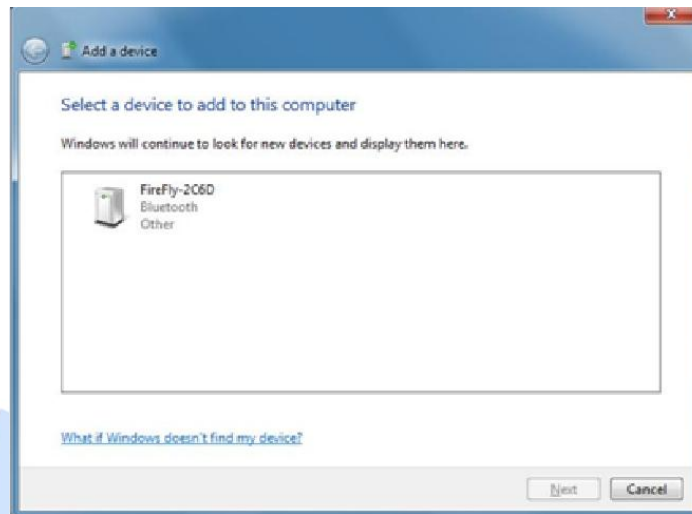 Add a device
Select a device to add to this computer
Windows will continue to look for new devices and display them here.
FireFly-2C6D
Bluetooth
Other
What if Windows doesn't find my device?
Next
Cancel